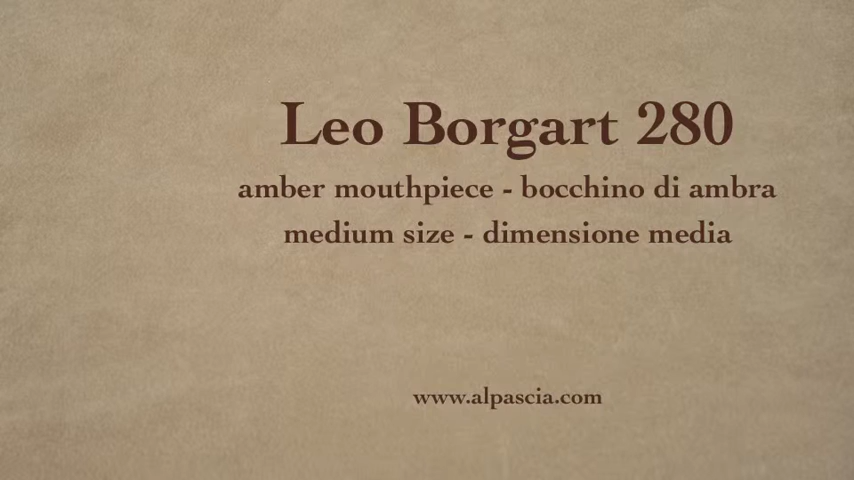 Leo Borgart 280
amber mouthpiece - bocchino di ambra
medium size - dimensione media
www.alpascia.com